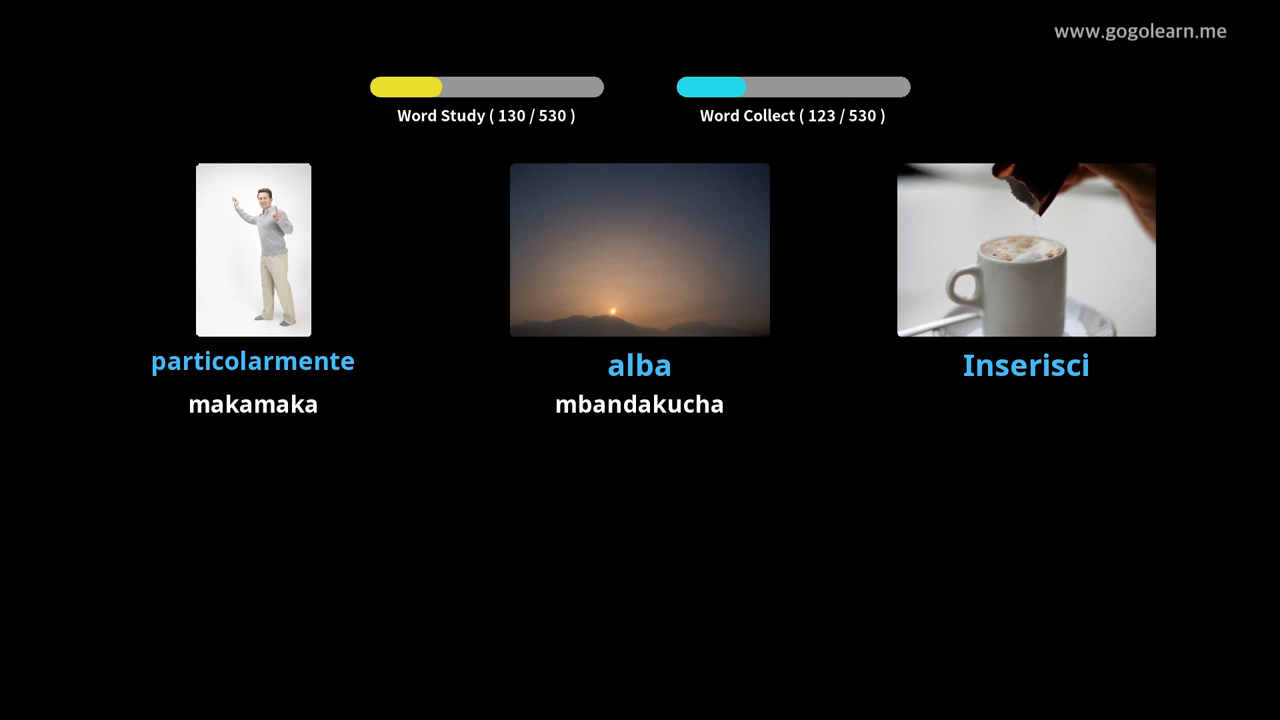 www.gogolearn.me
Word Study ( 130 / 530 )
Word Collect ( 123 / 530 )
particolarmente
alba
Inserisci
makamaka
mbandakucha